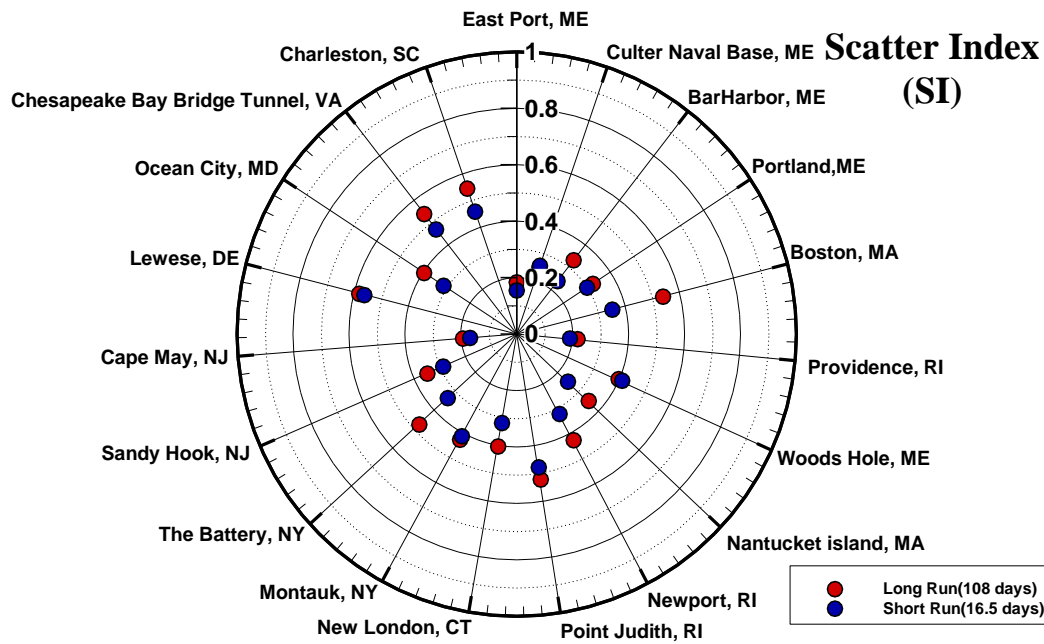 East Port, ME
Culter Naval Base, ME
Scatter Index
(SI)
Charleston, SC
BarHarbor, ME
Chesapeake Bay Bridge Tunnel, VA
Portland,ME
Ocean City, MD
Boston, MA
Lewese, DE
Cape May, NJ
Providence, RI
Sandy Hook, NJ
Woods Hole, ME
The Battery, NY
Nantucket island, MA
Montauk, NY
Newport, RI
New London, CT
Point Judith, RI
1
0.8
0.6
0.4
0.2
0
Long Run(108 days)
Short Run(16.5 days)